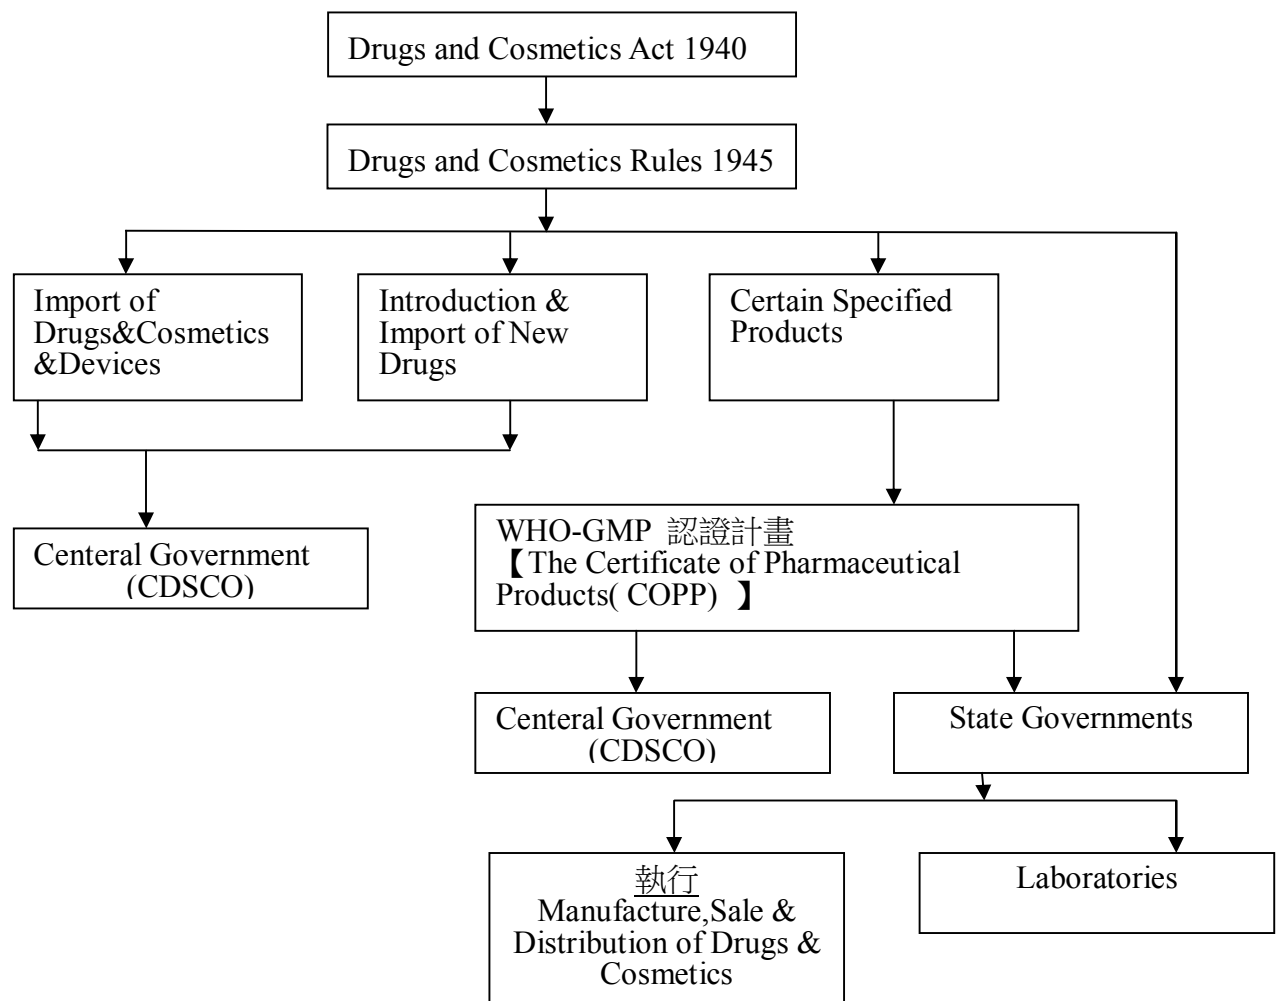 Drugs and Cosmetics Act 1940
Drugs and Cosmetics Rules 1945
Import of
Drugs&Cosmetics
&Devices
Introduction &
Import of New
Drugs
Certain Specified
Products
WHO-GMP 認證計畫
【The Certificate of Pharmaceutical
Products( COPP) 】
Centeral Government
(CDSCO)
Centeral Government
(CDSCO)
State Governments
執行
Manufacture,Sale &
Distribution of Drugs &
Cosmetics
Laboratories